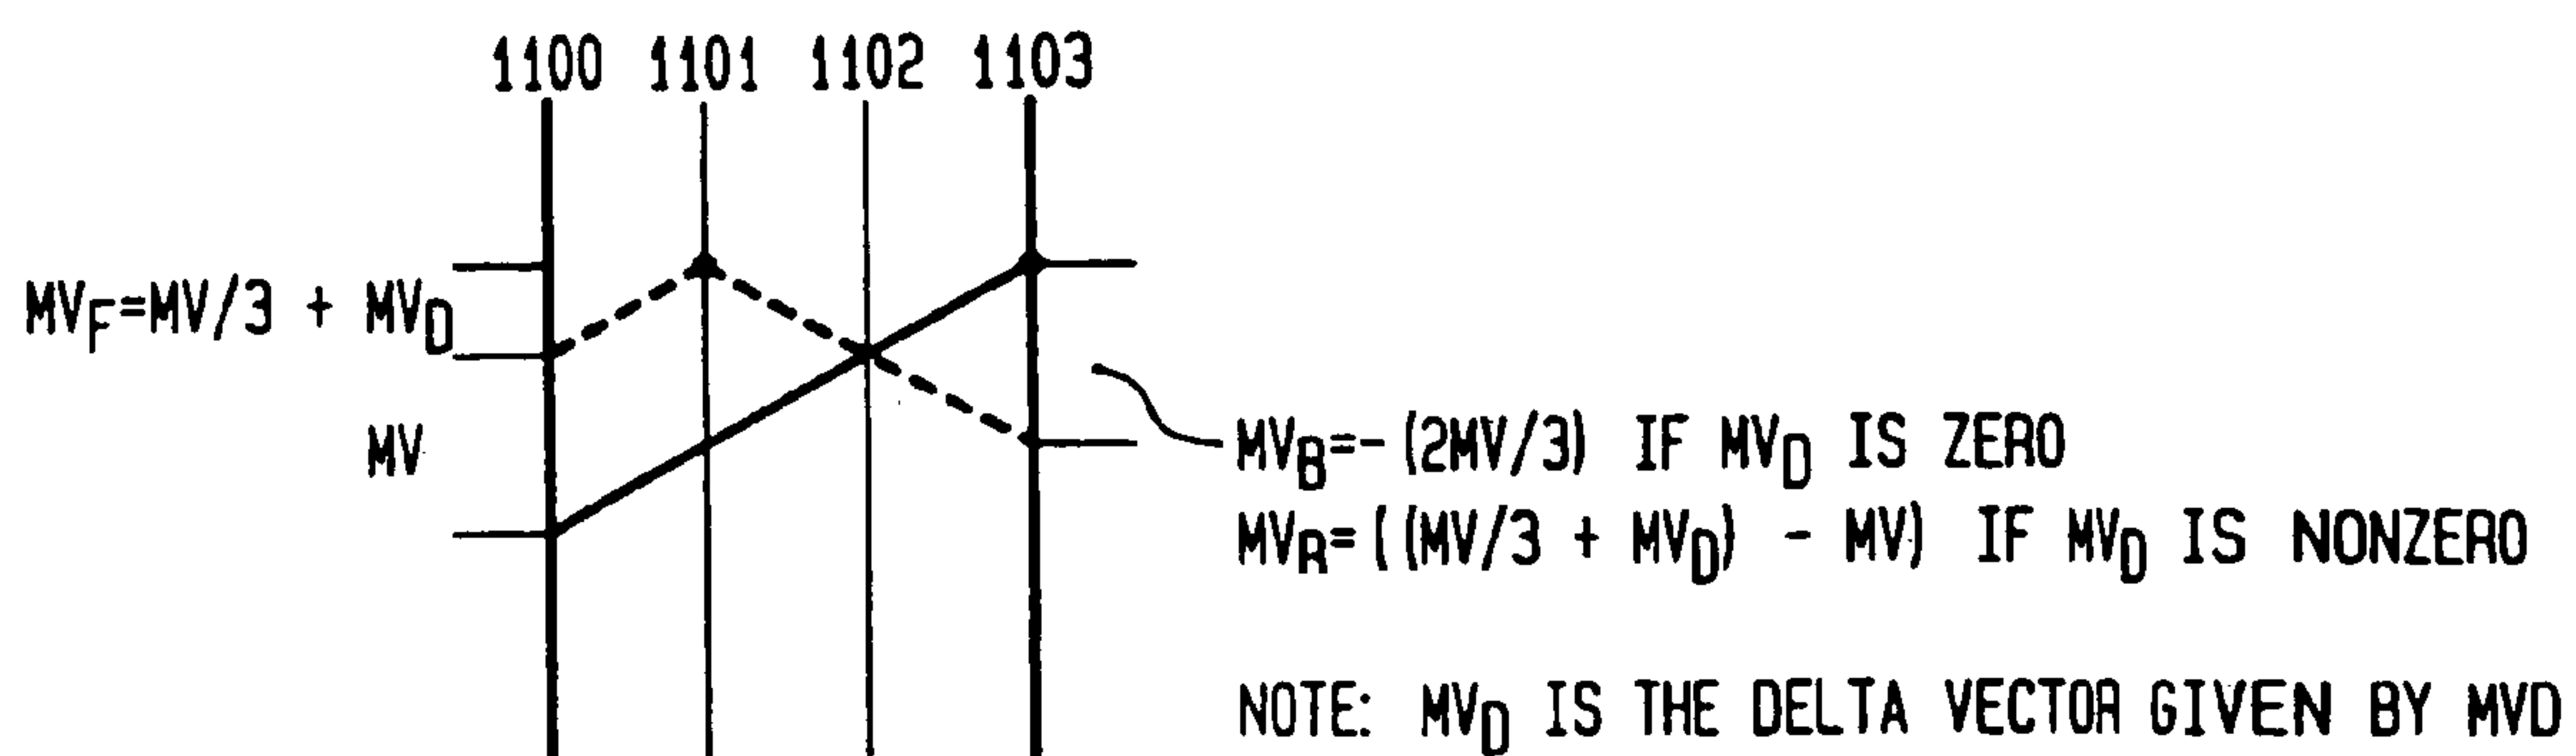 1100 1101 1102 1103
MVF=MV/3 + MVD
MV
MVB=- (2MV/3) IF MVD IS ZERO
MVB=((MV/3 + MVD) - MV) IF MVD IS NONZERO
NOTE: MVD IS THE DELTA VECTOR GIVEN BY MVD